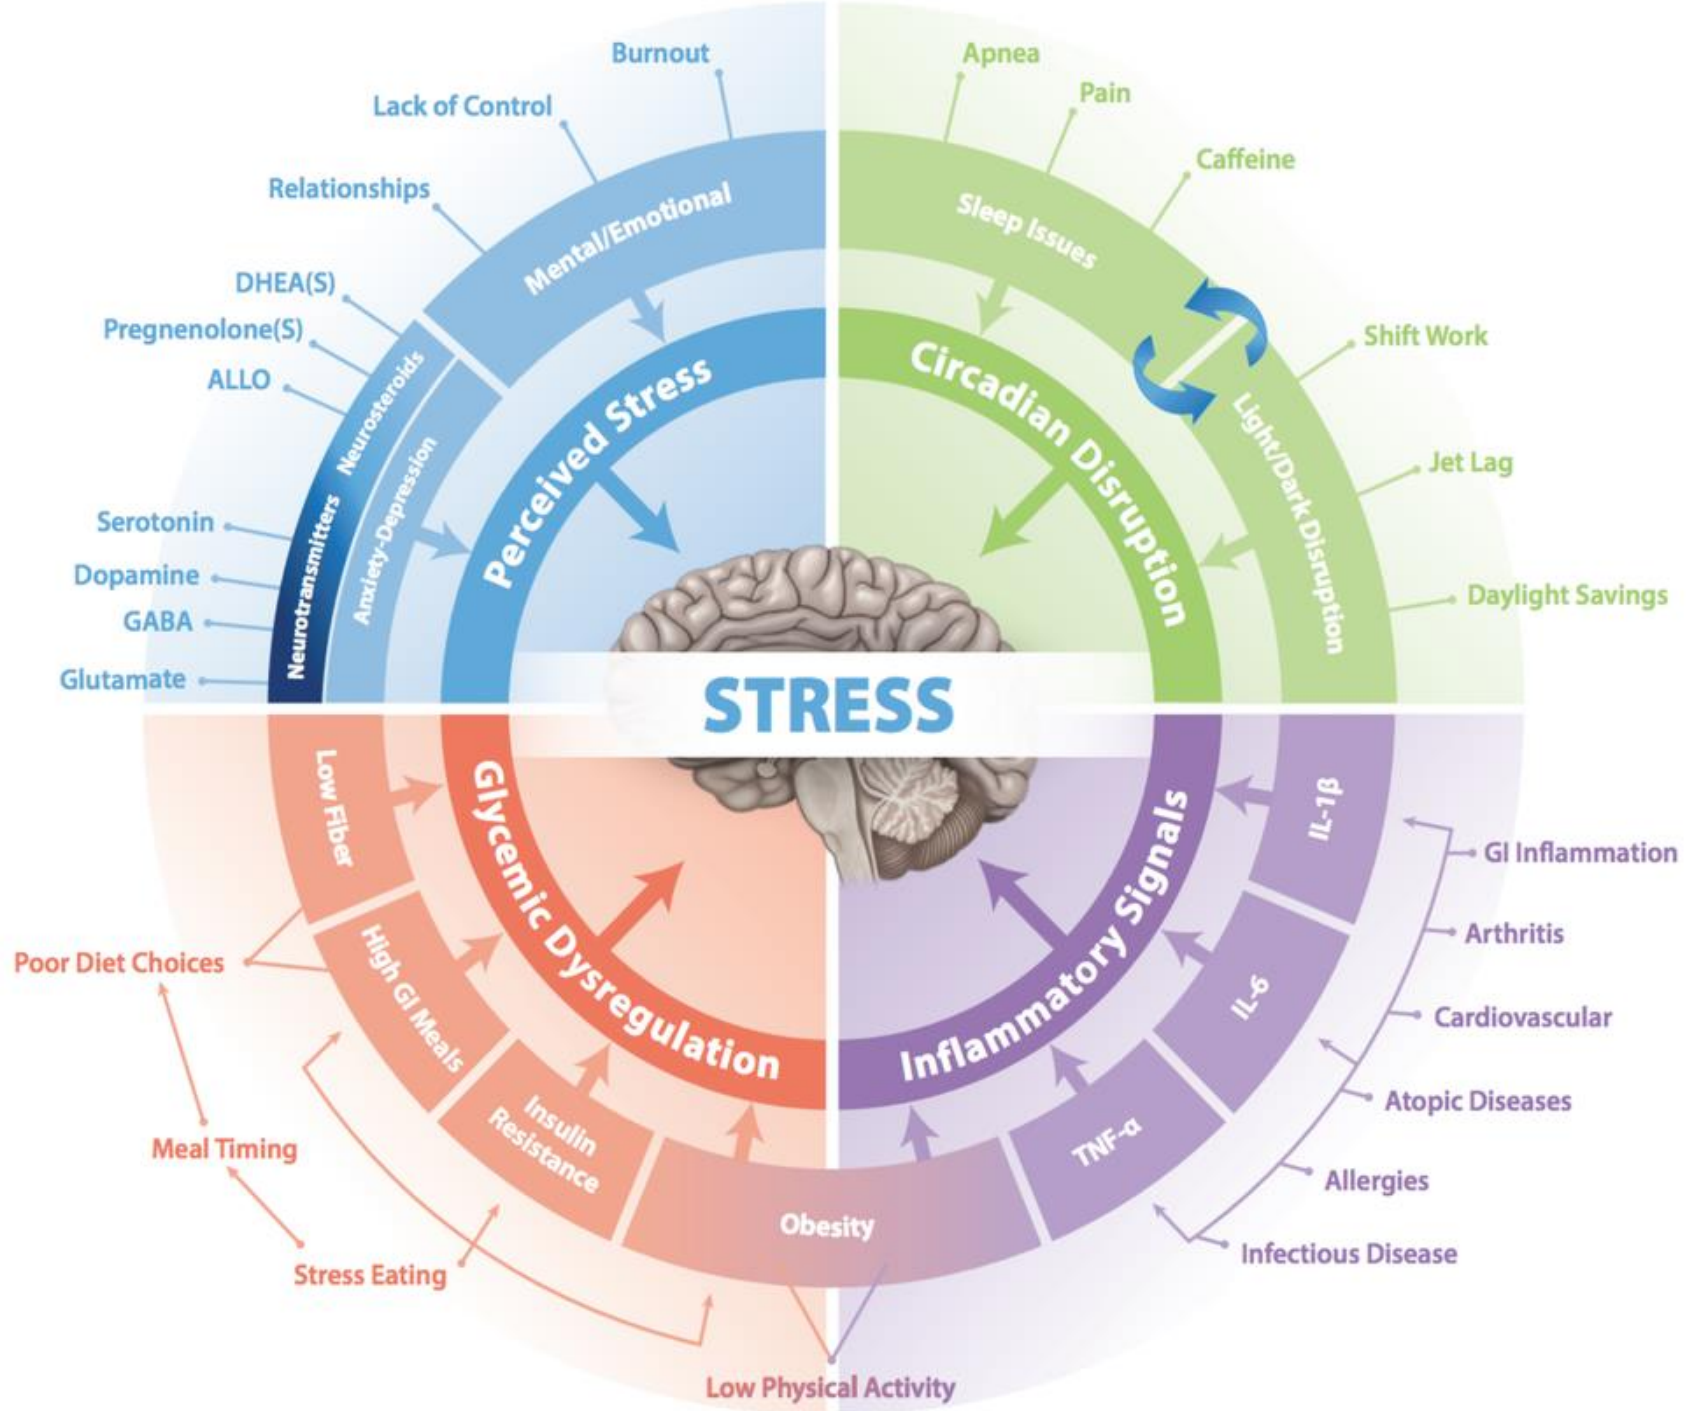 Burnout
Lack of Control
Relationships
DHEA(S)
Pregnenolone(S)
ALLO
Serotonin
Dopamine
GABA
Glutamate
Mental/Emotional
Neurosteroids
Neurotransmitters
Anxiety-Depression
Perceived Stress
Apnea
Pain
Caffeine
Shift Work
Jet Lag
Daylight Savings
Sleep Issues
Light/Dark Disruption
Circadian Disruption
STRESS
Low Fiber
High GI Meals
Insulin
Resistance
Obesity
Glycemic Dysregulation
Poor Diet Choices
Meal Timing
Stress Eating
Low Physical Activity
Inflammatory Signals
IL-1β
IL-6
TNF-α
GI Inflammation
Arthritis
Cardiovascular
Atopic Diseases
Allergies
Infectious Disease